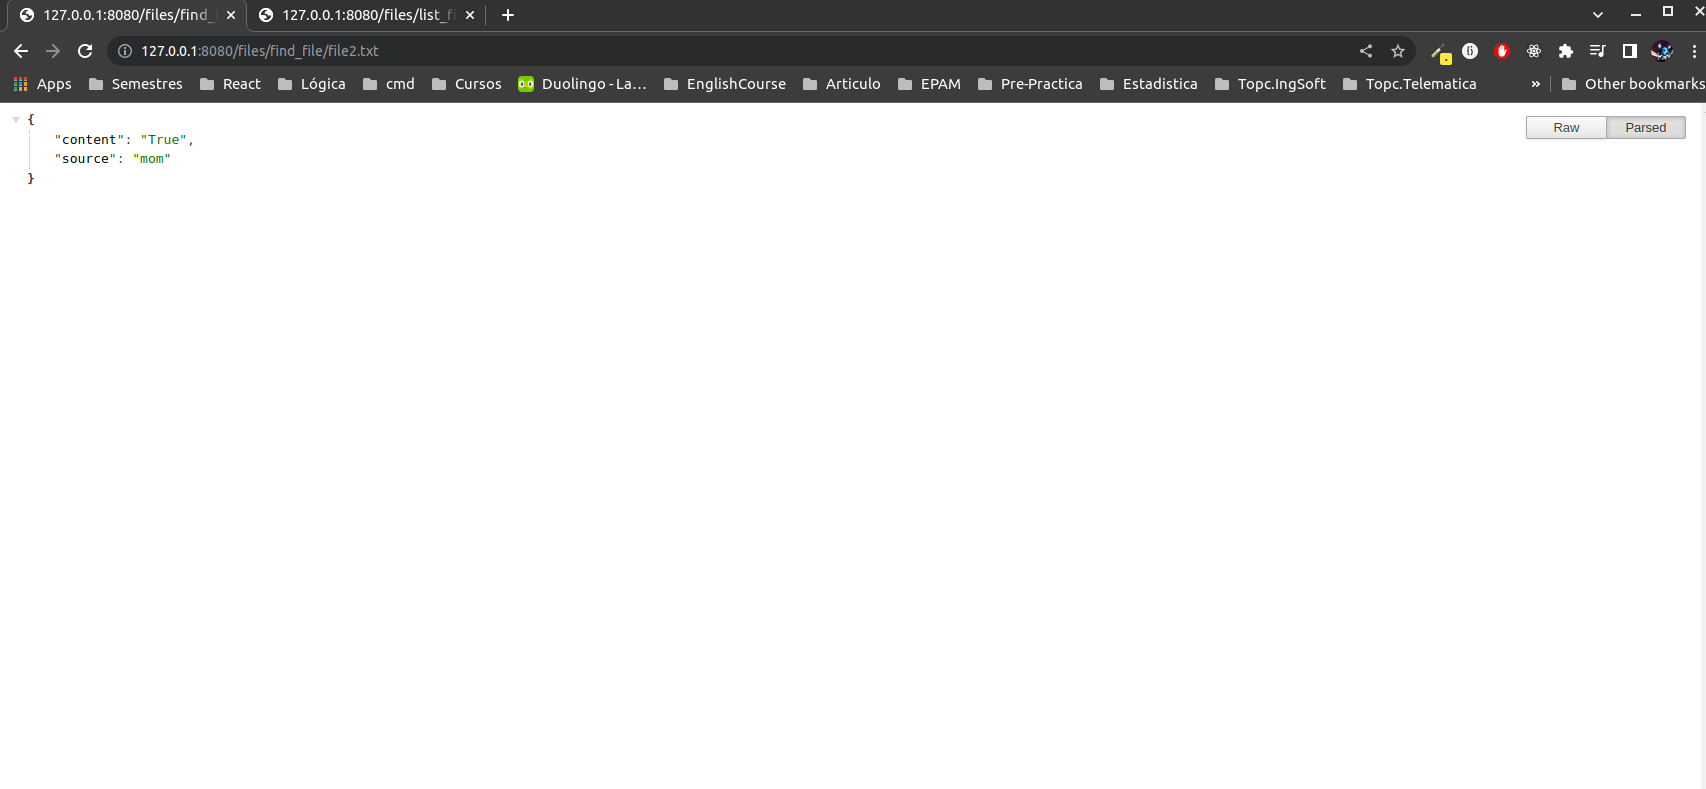 127.0.0.1:8080/files/find_ 127.0.0.1:8080/files/list_fi
127.0.0.1:8080/files/find_file/file2.txt
Apps Semestres React Lógica cmd Cursos Duolingo - La… EnglishCourse Articulo EPAM Pre-Practica Estadistica Topc.IngSoft Topc.Telematica » Other bookmarks
{
"content": "True",
"source": "mom"
}
Raw Parsed